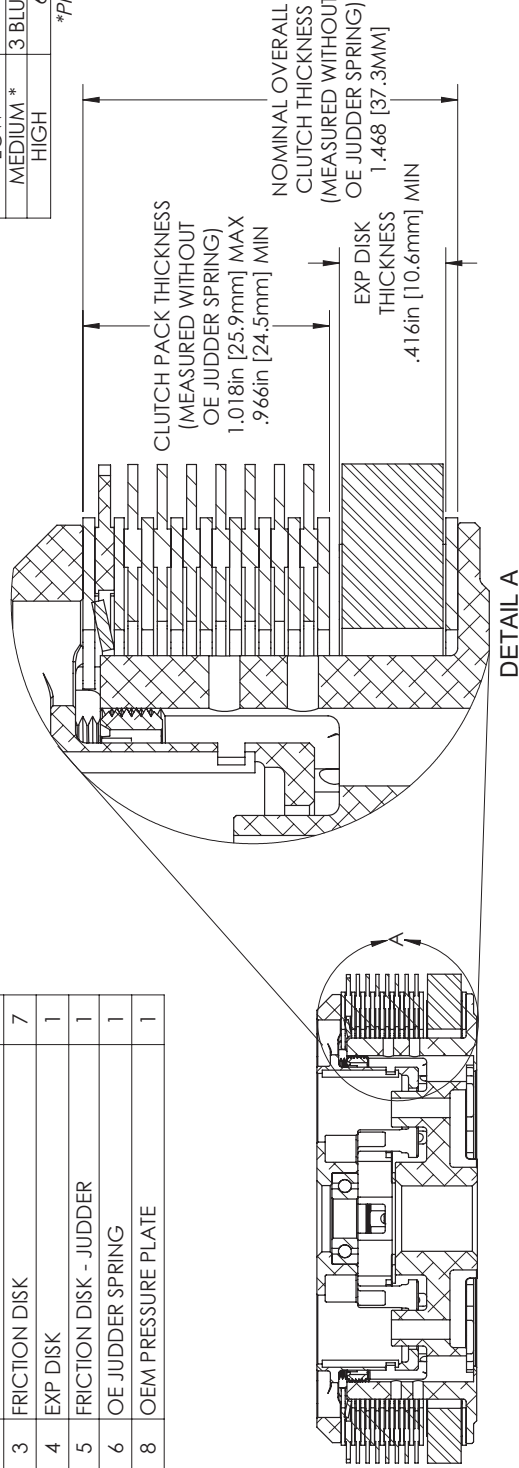 3 FRICTION DISK 7
4 EXP DISK 1
5 FRICTION DISK - JUDDER 1
6 OE JUDDER SPRING 1
8 OEM PRESSURE PLATE 1
MEDIUM * 3 BLU
HIGH
CLUTCH PACK THICKNESS
(MEASURED WITHOUT
OE JUDDER SPRING)
1.018in [25.9mm] MAX
.966in [24.5mm] MIN
NOMINAL OVERALL
CLUTCH THICKNESS
(MEASURED WITHOUT
OE JUDDER SPRING)
1.468 [37.3MM]
EXP DISK
THICKNESS
.416in [10.6mm] MIN
A
DETAIL A